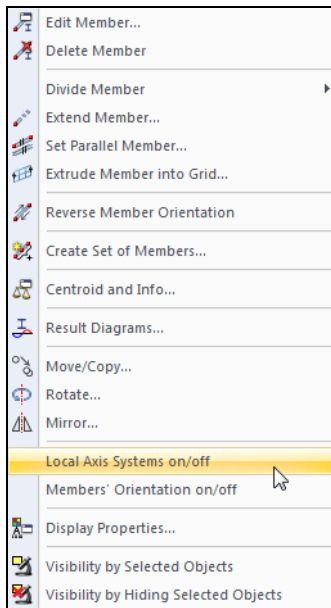 Edit Member...
Delete Member
Divide Member
Extend Member...
Set Parallel Member...
Extrude Member into Grid...
Reverse Member Orientation
Create Set of Members...
Centroid and Info...
Result Diagrams...
Move/Copy...
Rotate...
Mirror...
Local Axis Systems on/off
Members' Orientation on/off
Display Properties...
Visibility by Selected Objects
Visibility by Hiding Selected Objects